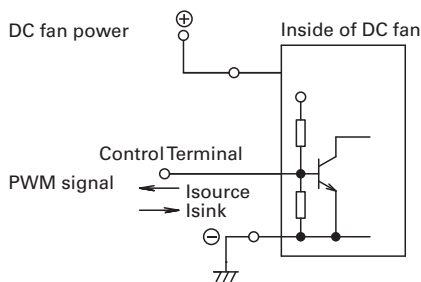 DC fan power
Inside of DC fan
Control Terminal
PWM signal
Isource
Isink